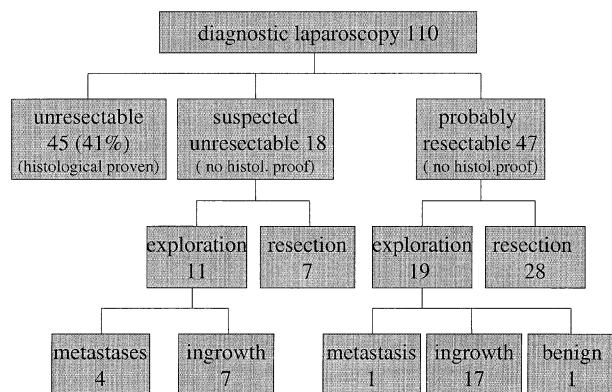 diagnostic laparoscopy 110
unresectable
45 (41%)
(histological proven)
suspected
unresectable 18
( no histol. proof)
probably
resectable 47
( no histol.proof)
exploration
11
resection
7
exploration
19
resection
28
metastases
4
ingrowth
7
metastasis
1
ingrowth
17
benign
1